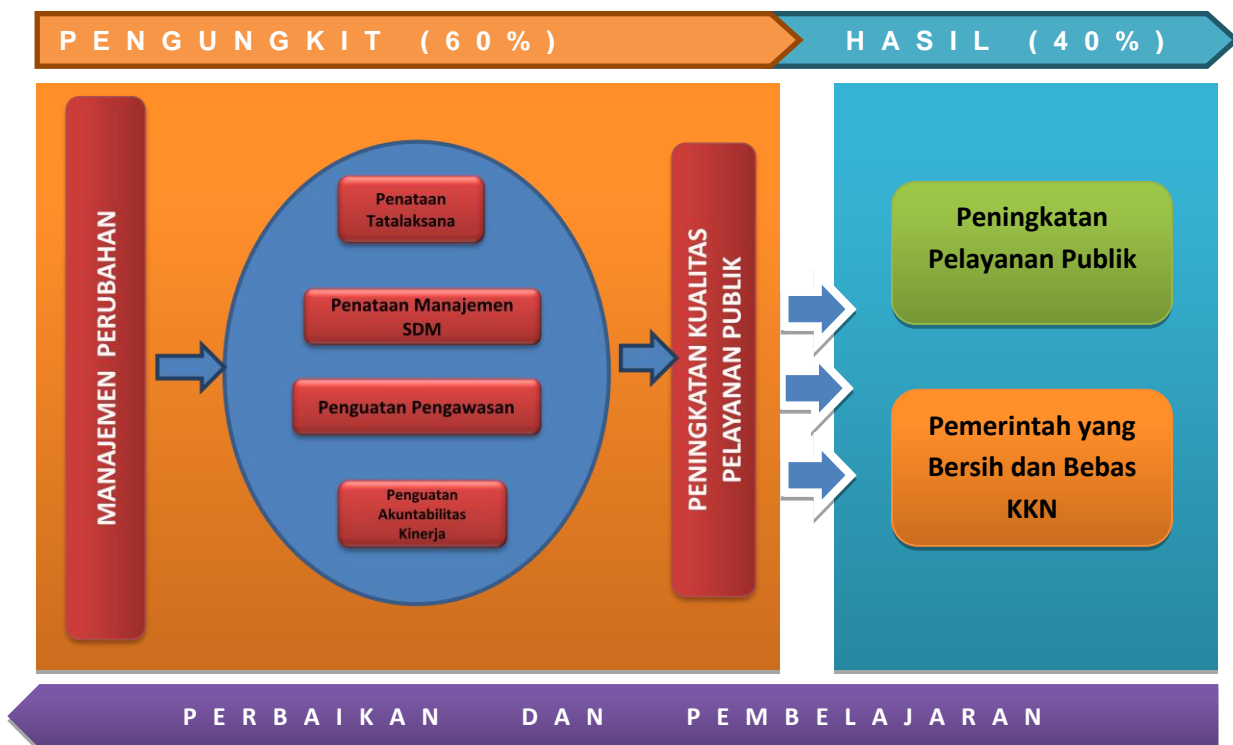 PENGUNGKIT (60%)
HASIL (40%)
MANAJEMEN PERUBAHAN
Penataan
Tatalaksana
Penataan Manajemen
SDM
Penguatan Pengawasan
Penguatan
Akuntabilitas
Kinerja
PENINGKATAN KUALITAS
PELAYANAN PUBLIK
Peningkatan
Pelayanan Publik
Pemerintah yang
Bersih dan Bebas
KKN
PERBAIKAN DAN PEMBELAJARAN